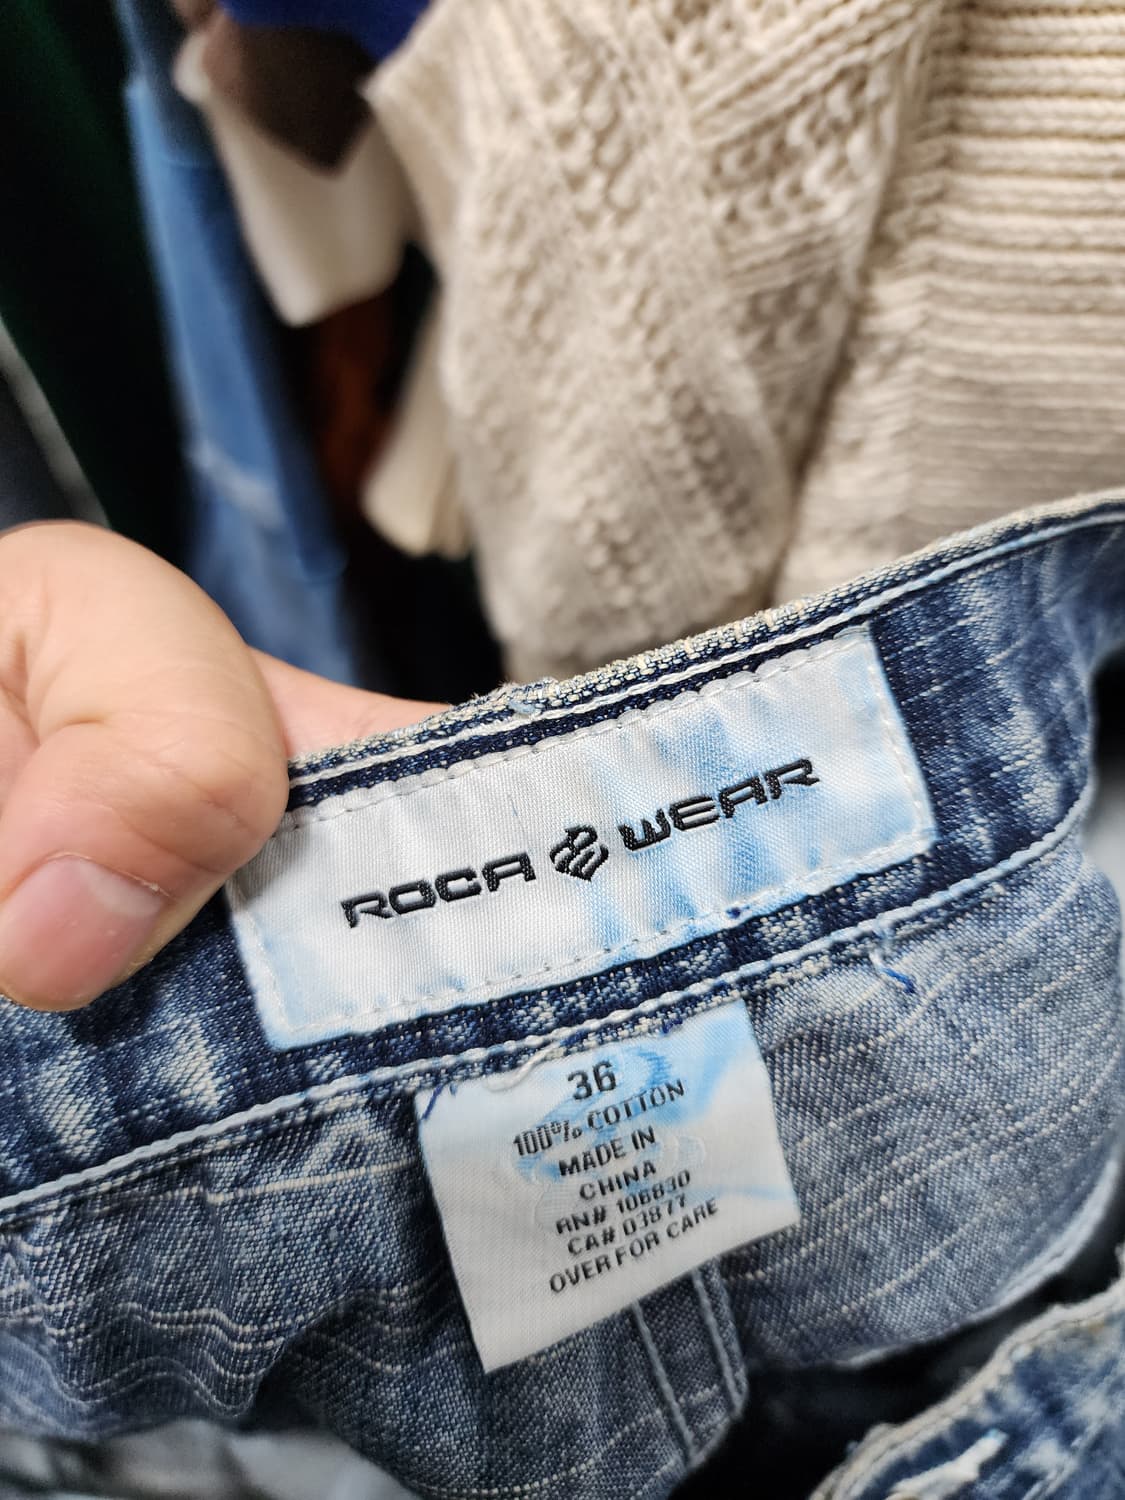 ROCA WEAR
36
100% COTTON
MADE IN
CHINA
RN# 106830
CA# 03877
OVER FOR CARE